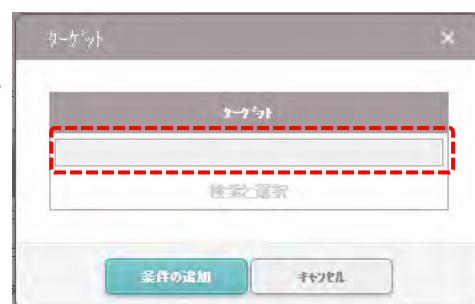 ターゲット
×
ターゲット
検索と選択
条件の追加
キャンセル